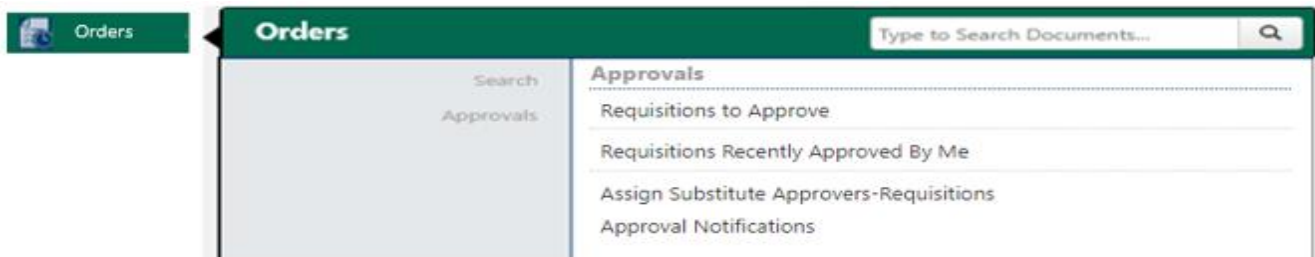 Orders
Orders
Type to Search Documents...
Search
Approvals
Approvals
Requisitions to Approve
Requisitions Recently Approved By Me
Assign Substitute Approvers-Requisitions
Approval Notifications